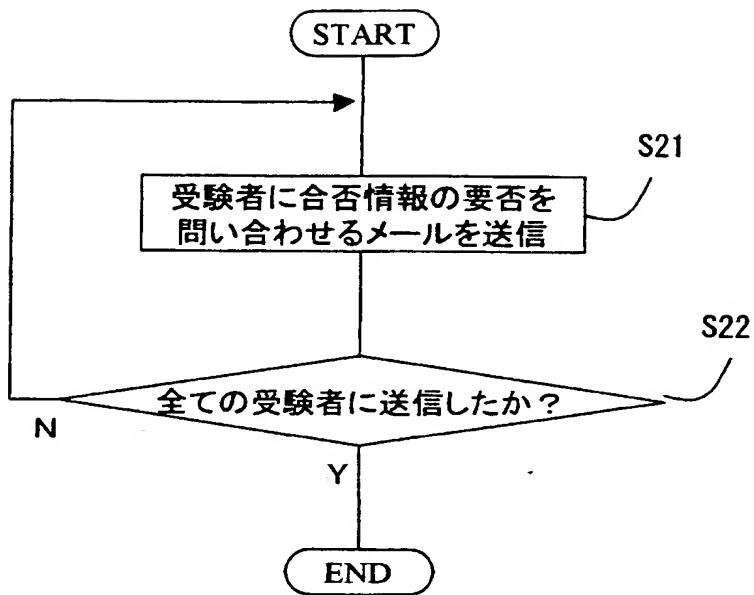 START
S21
受験者に合否情報の要否を
問い合わせるメールを送信
S22
全ての受験者に送信したか？
N
Y
END